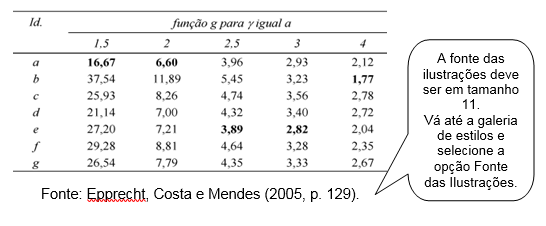 Id. função g para γ igual a
1,5 2 2,5 3 4
a 16,67 6,60 3,96 2,93 2,12
b 37,54 11,89 5,45 3,23 1,77
c 25,93 8,26 4,74 3,56 2,78
d 21,14 7,00 4,32 3,40 2,72
e 27,20 7,21 3,89 2,82 2,04
f 29,28 8,81 4,64 3,28 2,35
g 26,54 7,79 4,35 3,33 2,67
Fonte: Epprecht, Costa e Mendes (2005, p. 129).
A fonte das
ilustrações deve
ser em tamanho
11.
Vá até a galeria
de estilos e
selecione a
opção Fonte
das Ilustrações.